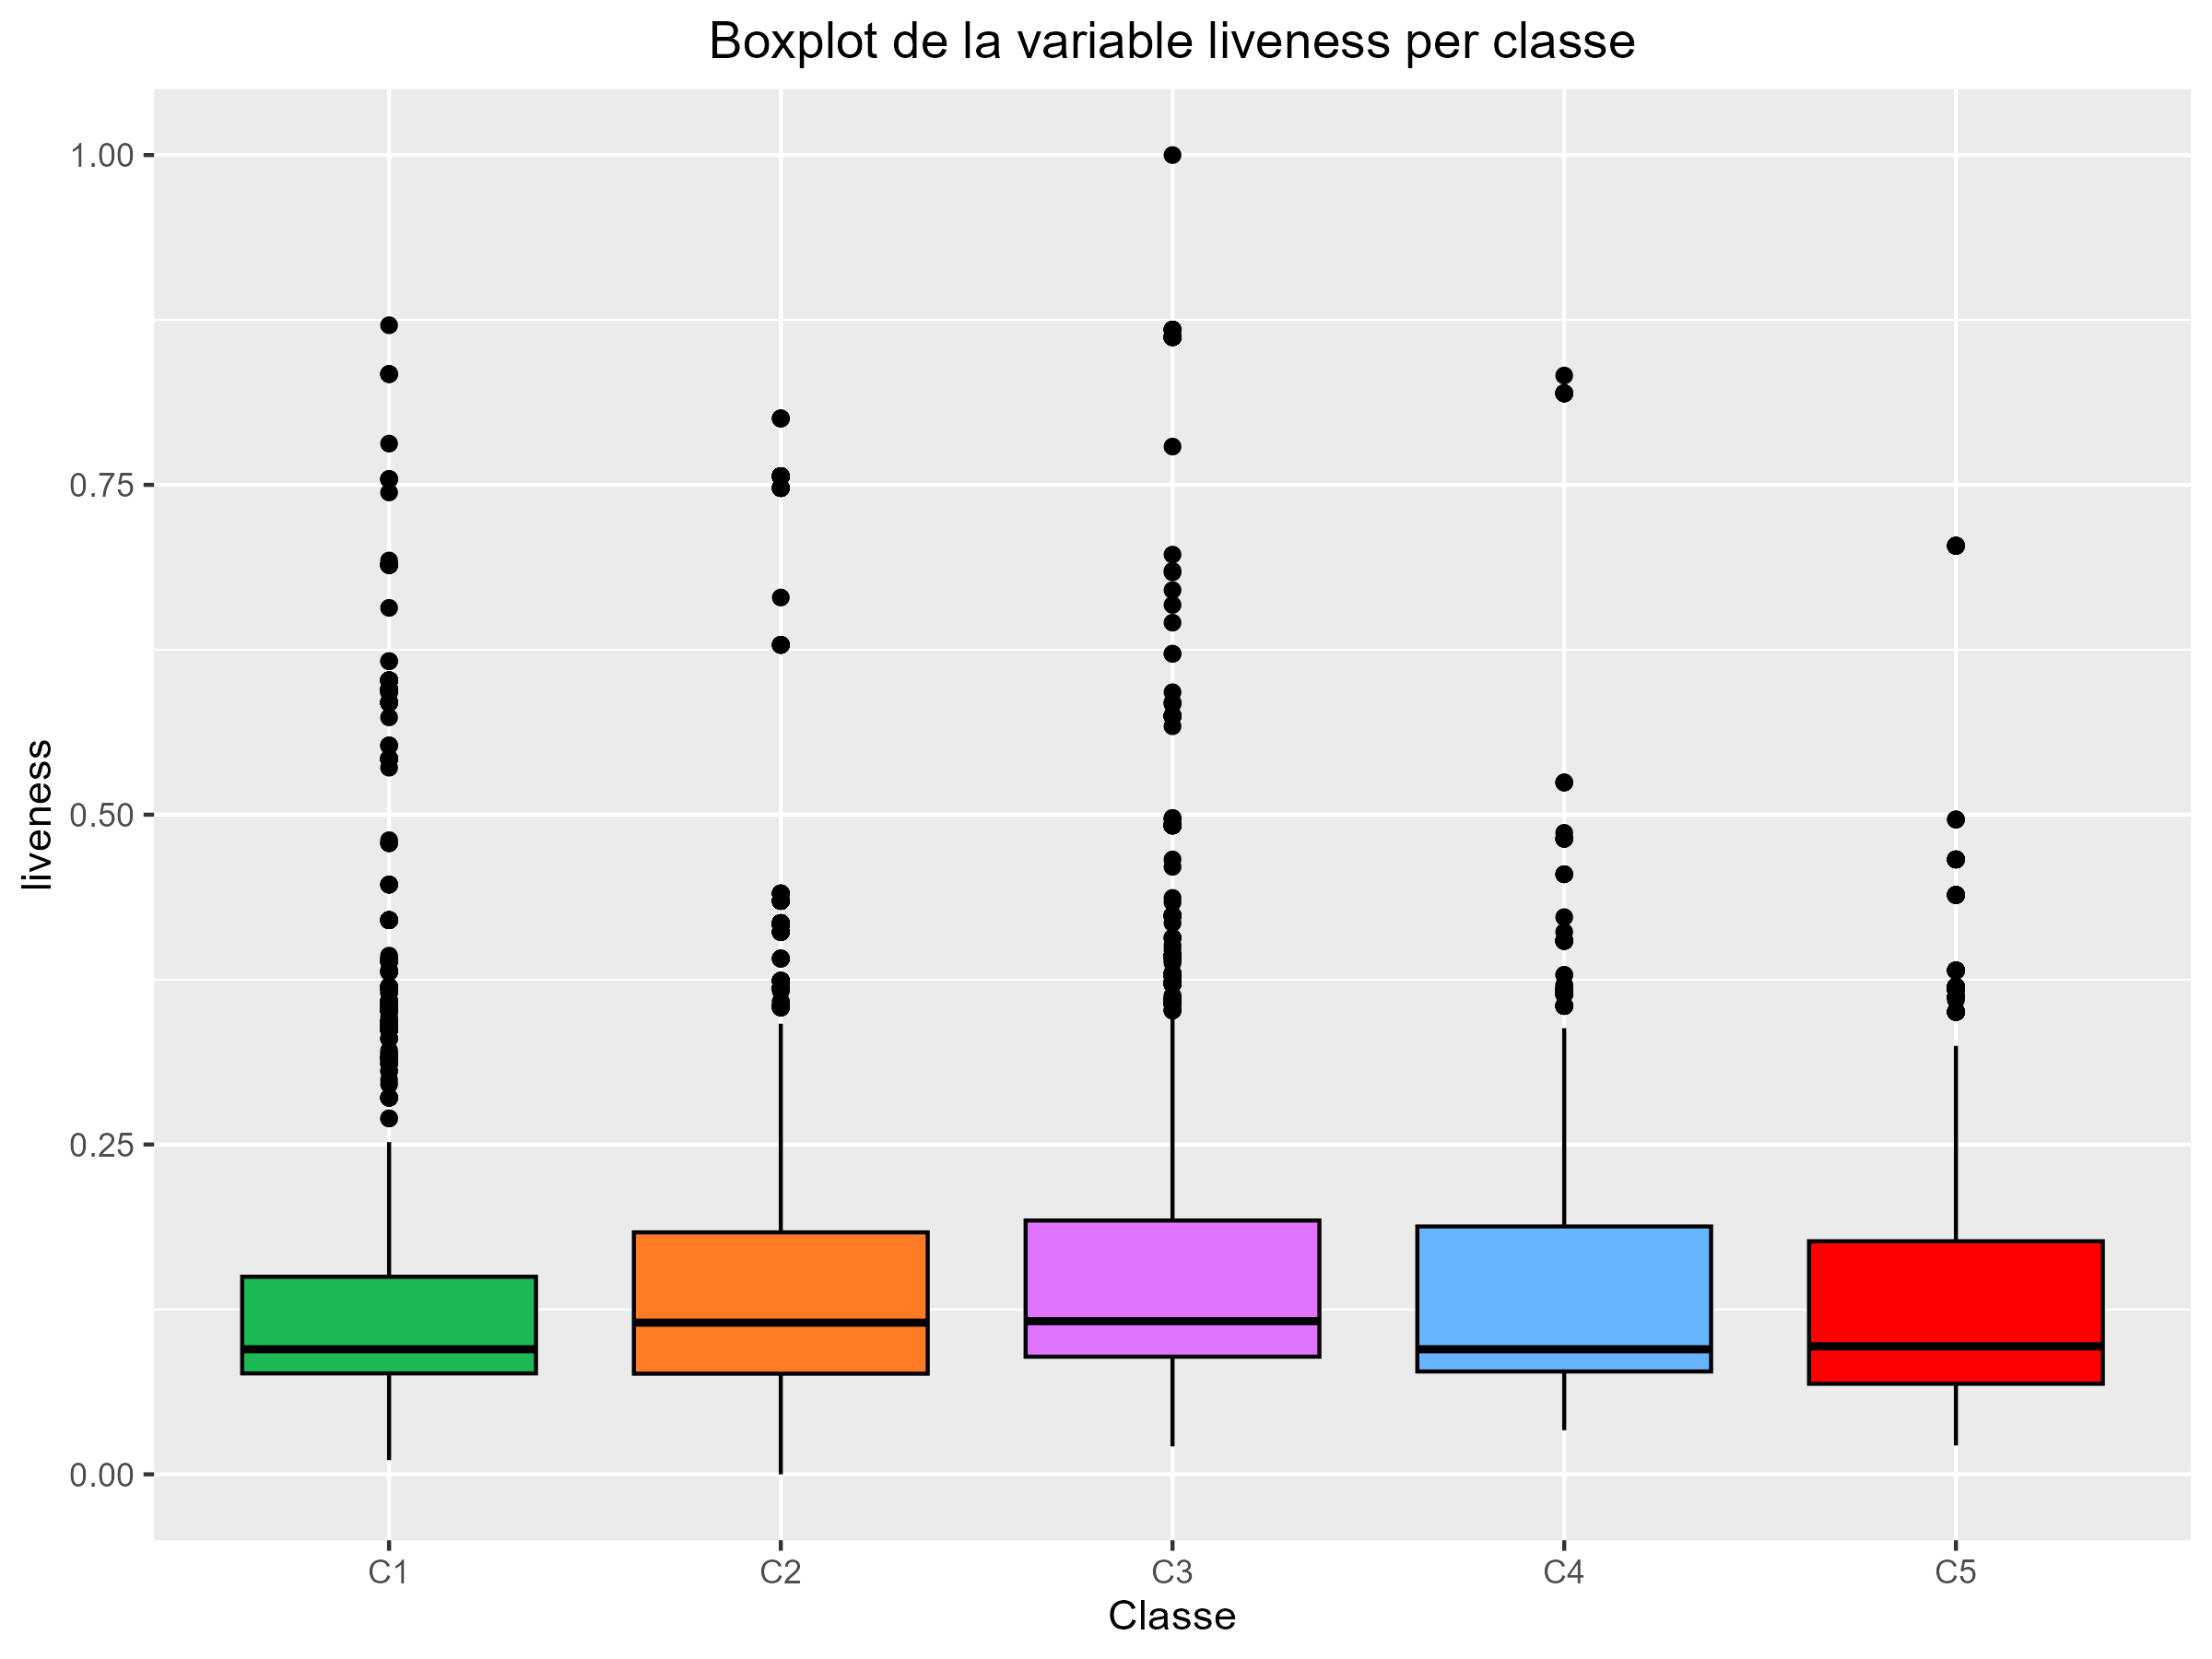 Boxplot de la variable liveness per classe
1.00
0.75
0.50
0.25
0.00
liveness
C1 C2 C3 C4 C5
Classe